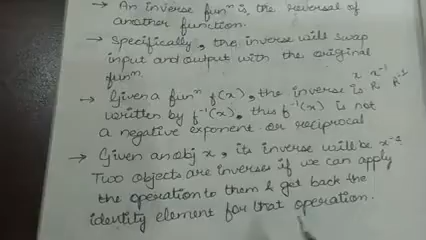 → An inverse funⁿ is the reversal of
another function.
→ Specifically, the inverse will swap
input and output with the original
funⁿ.
x x⁻¹
→ Given a funⁿ f(x), the inverse is R R⁻¹
written by f⁻¹(x), this f⁻¹(x) is not
a negative exponent or reciprocal
→ Given an obj x, its inverse will be x⁻¹
Two objects are inverses if we can apply
the operation to them & get back the
identity element for that operation.